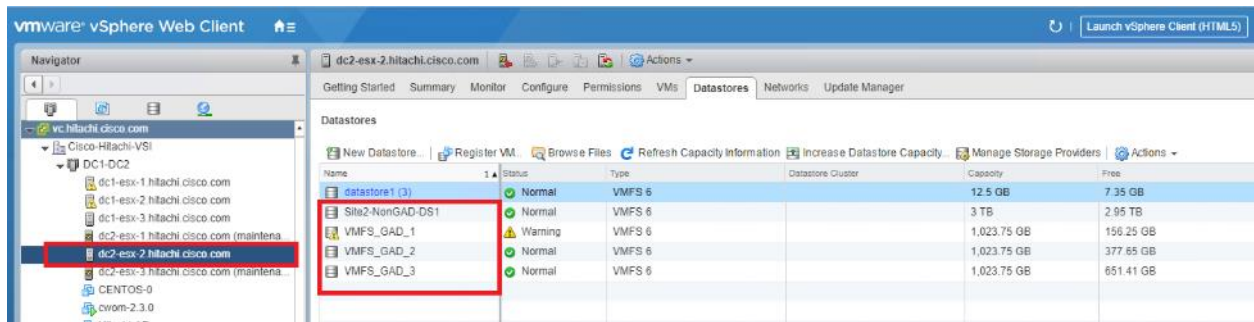 vmware® vSphere Web Client
Launch vSphere Client (HTML5)
Navigator
vc.hitachi.cisco.com
Cisco-Hitachi-VSI
DC1-DC2
dc1-esx-1.hitachi.cisco.com
dc1-esx-2.hitachi.cisco.com
dc1-esx-3.hitachi.cisco.com
dc2-esx-1.hitachi.cisco.com (maintena...
dc2-esx-2.hitachi.cisco.com
dc2-esx-3.hitachi.cisco.com (maintena...
CENTOS-0
cwom-2.3.0
dc2-esx-2.hitachi.cisco.com Actions
Getting Started Summary Monitor Configure Permissions VMs Datastores Networks Update Manager
Datastores
New Datastore... Register VM... Browse Files Refresh Capacity Information Increase Datastore Capacity... Manage Storage Providers Actions
Name 1 Status Type Datastore Cluster Capacity Free
datastore1 (3) Normal VMFS 6 12.5 GB 7.35 GB
Site2-NonGAD-DS1 Normal VMFS 6 3 TB 2.95 TB
VMFS_GAD_1 Warning VMFS 6 1,023.75 GB 156.25 GB
VMFS_GAD_2 Normal VMFS 6 1,023.75 GB 377.65 GB
VMFS_GAD_3 Normal VMFS 6 1,023.75 GB 651.41 GB